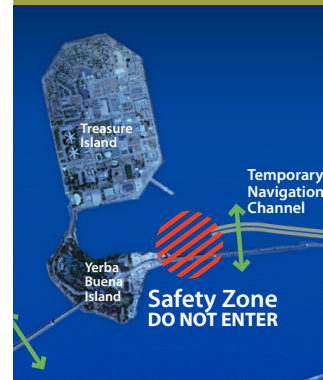 Treasure
Island
Temporary
Navigation
Channel
Yerba
Buena
Island
Safety Zone
DO NOT ENTER